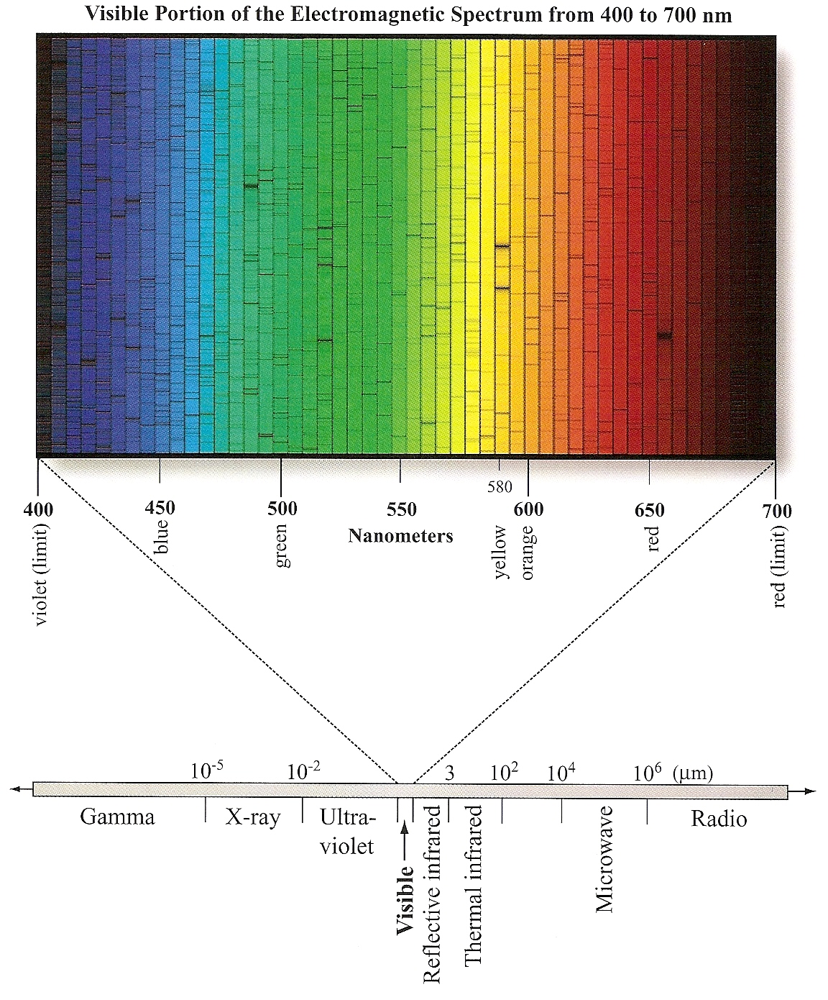 Visible Portion of the Electromagnetic Spectrum from 400 to 700 nm
580
400 450 500 550 600 650 700
violet (limit)
blue
green
Nanometers
yellow
orange
red
red (limit)
10⁻⁵ 10⁻² 3 10² 10⁴ 10⁶ (μm)
Gamma
X-ray
Ultra-
violet
Visible
Reflective infrared
Thermal infrared
Microwave
Radio